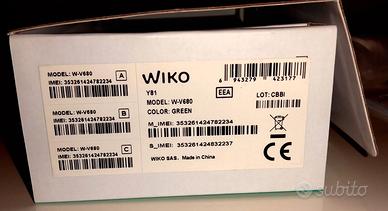 MODEL: W-V680 A
IMEI: 353261424782234
MODEL: W-V680 B
IMEI: 353261424782234
MODEL: W-V680 C
IMEI: 353261424782234
WIKO
Y81
MODEL: W-V680
COLOR: GREEN
M_IMEI: 353261424782234
S_IMEI: 353261424832237
WIKO SAS. Made in China
6 943279 423177
EEA
LOT: CBBI
CE
subito